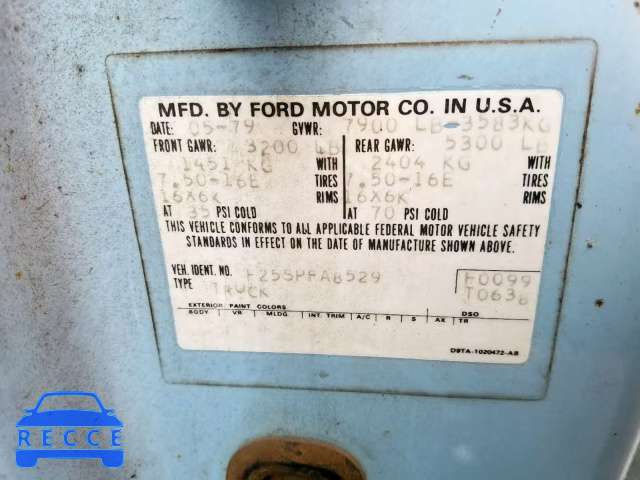 MFD. BY FORD MOTOR CO. IN U.S.A.
DATE: 05-79 GVWR: 7900 LB-3583KG
FRONT GAWR: 3200 LB REAR GAWR: 5300 LB
1451 KG WITH 2404 KG WITH
7.50-16E TIRES 7.50-16E TIRES
16X6K RIMS 16X6K RIMS
AT 35 PSI COLD AT 70 PSI COLD
THIS VEHICLE CONFORMS TO ALL APPLICABLE FEDERAL MOTOR VEHICLE SAFETY
STANDARDS IN EFFECT ON THE DATE OF MANUFACTURE SHOWN ABOVE.
VEH. IDENT. NO. F25SPFA8529 F0099
TYPE TRUCK T063B
EXTERIOR PAINT COLORS DSO
BODY VR MLDG INT. TRIM A/C R S AX TR
D9TA-1020472-AB
RECCE